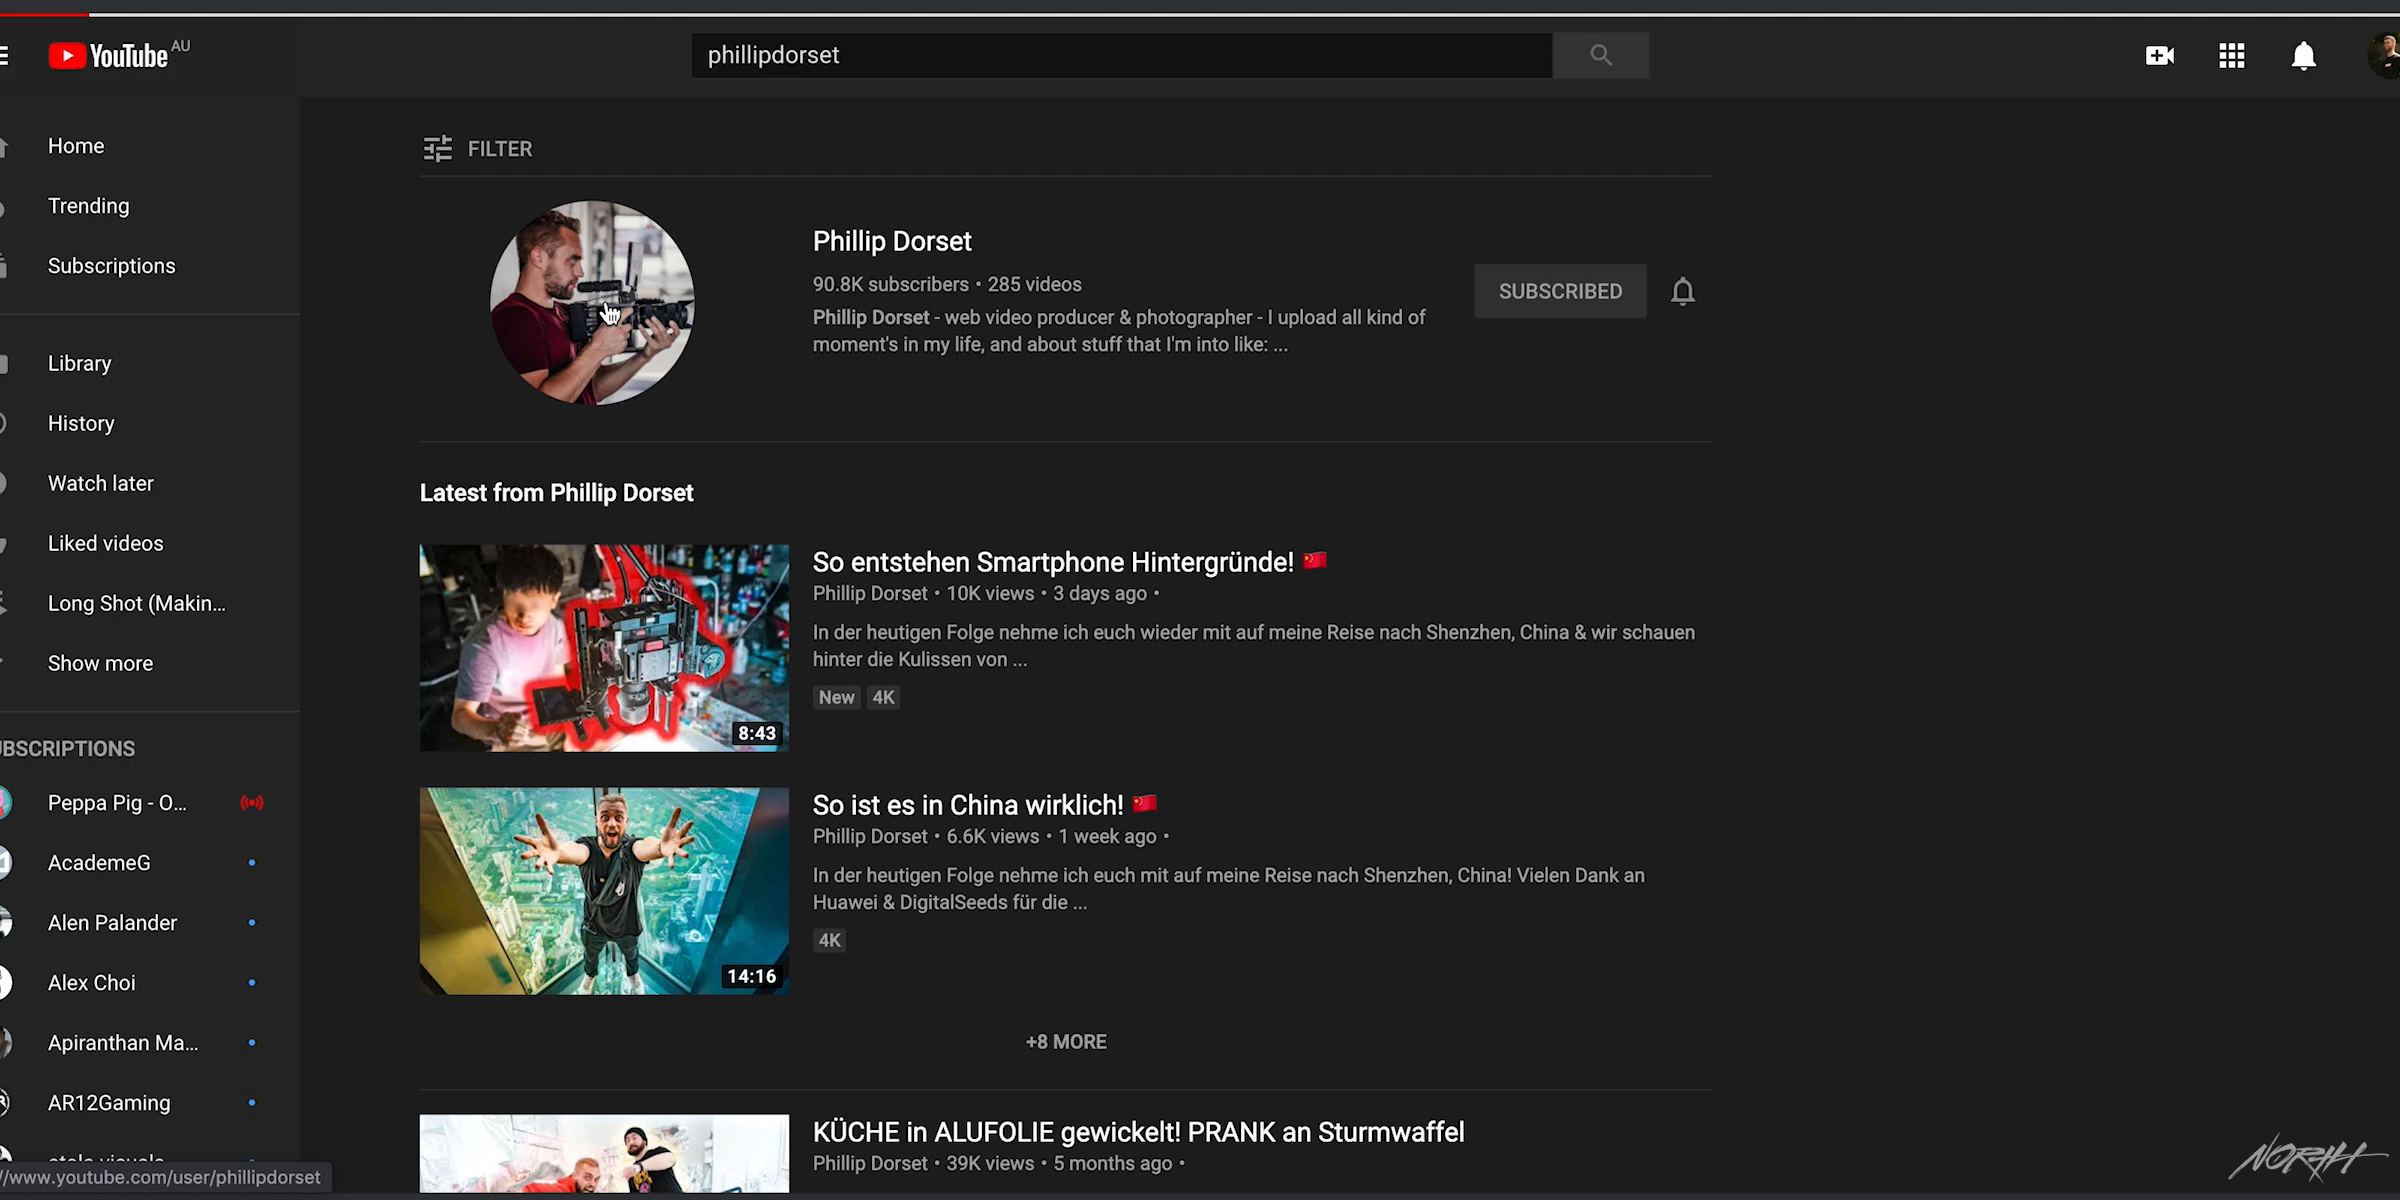 YouTube AU
phillipdorset
Home
Trending
Subscriptions
Library
History
Watch later
Liked videos
Long Shot (Makin...
Show more
UBSCRIPTIONS
Peppa Pig - O...
AcademeG
Alen Palander
Alex Choi
Apiranthan Ma...
AR12Gaming
//www.youtube.com/user/phillipdorset
FILTER
Phillip Dorset
90.8K subscribers • 285 videos
Phillip Dorset - web video producer & photographer - I upload all kind of
moment's in my life, and about stuff that I'm into like: ...
SUBSCRIBED
Latest from Phillip Dorset
8:43
So entstehen Smartphone Hintergründe! 🇨🇳
Phillip Dorset • 10K views • 3 days ago •
In der heutigen Folge nehme ich euch wieder mit auf meine Reise nach Shenzhen, China & wir schauen
hinter die Kulissen von ...
New 4K
14:16
So ist es in China wirklich! 🇨🇳
Phillip Dorset • 6.6K views • 1 week ago •
In der heutigen Folge nehme ich euch mit auf meine Reise nach Shenzhen, China! Vielen Dank an
Huawei & DigitalSeeds für die ...
4K
+8 MORE
KÜCHE in ALUFOLIE gewickelt! PRANK an Sturmwaffel
Phillip Dorset • 39K views • 5 months ago •
NORTH